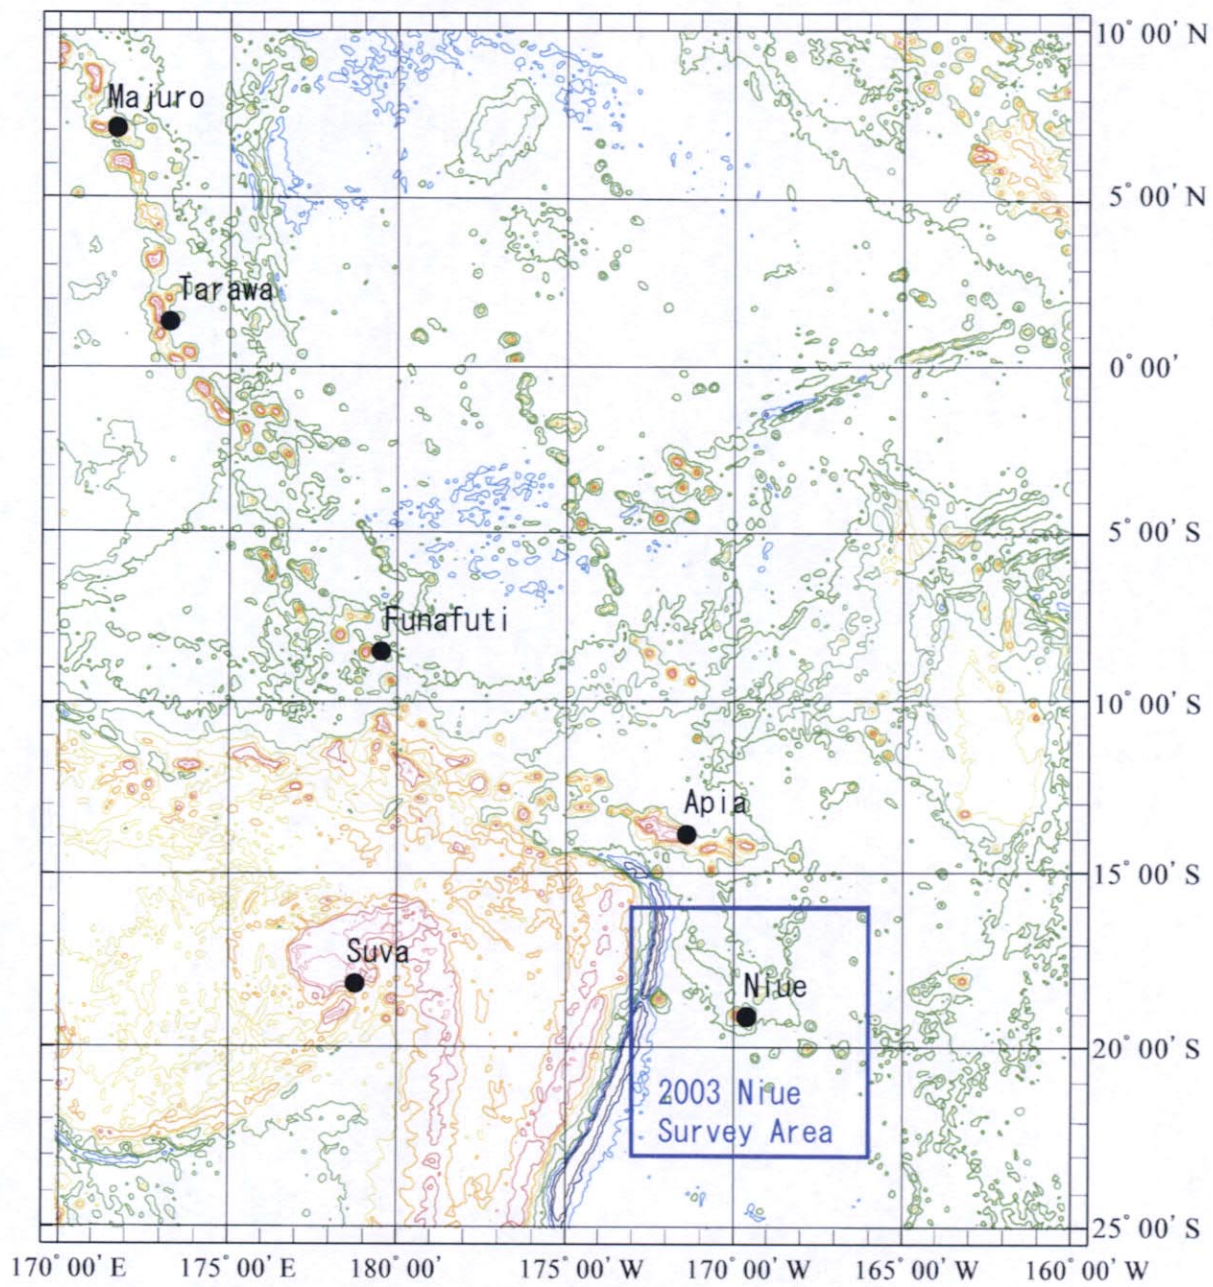 10° 00' N
Majuro
5° 00' N
Tarawa
0° 00'
5° 00' S
Funafuti
10° 00' S
Apia
15° 00' S
Suva
Niue
20° 00' S
2003 Niue
Survey Area
25° 00' S
170° 00' E
175° 00' E
180° 00'
175° 00' W
170° 00' W
165° 00' W
160° 00' W